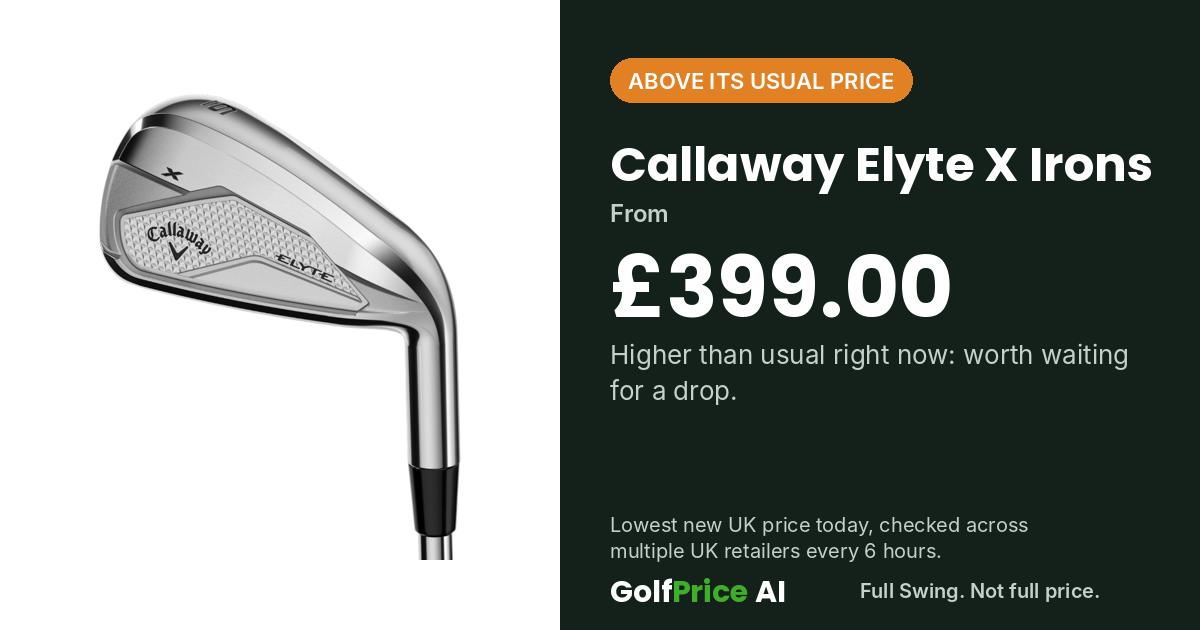 6
X
Callaway
ELYTE
ABOVE ITS USUAL PRICE
Callaway Elyte X Irons
From
£399.00
Higher than usual right now: worth waiting
for a drop.
Lowest new UK price today, checked across
multiple UK retailers every 6 hours.
GolfPrice AI
Full Swing. Not full price.